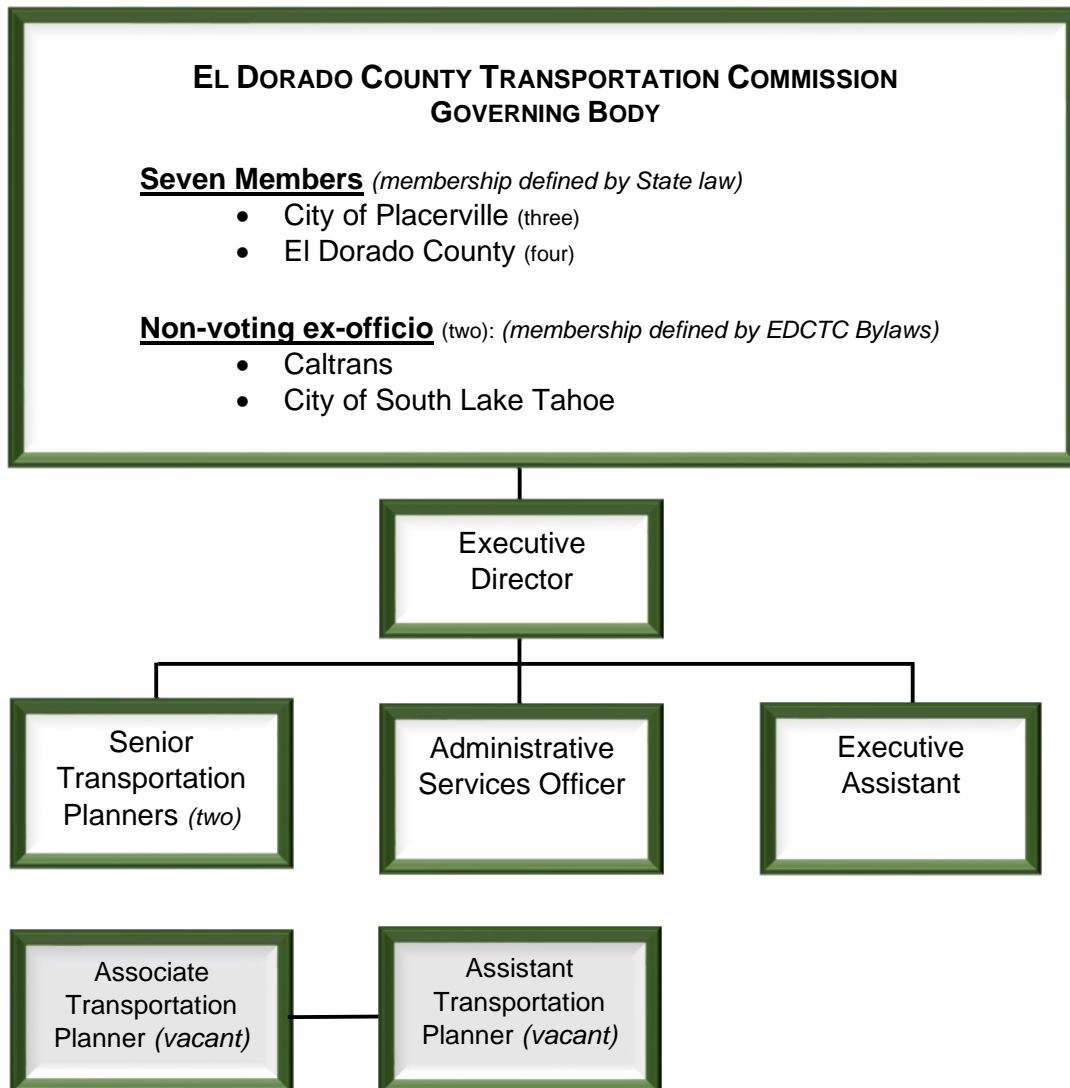 EL DORADO COUNTY TRANSPORTATION COMMISSION
GOVERNING BODY
Seven Members (membership defined by State law)
• City of Placerville (three)
• El Dorado County (four)
Non-voting ex-officio (two): (membership defined by EDCTC Bylaws)
• Caltrans
• City of South Lake Tahoe
Executive
Director
Senior
Transportation
Planners (two)
Administrative
Services Officer
Executive
Assistant
Associate
Transportation
Planner (vacant)
Assistant
Transportation
Planner (vacant)